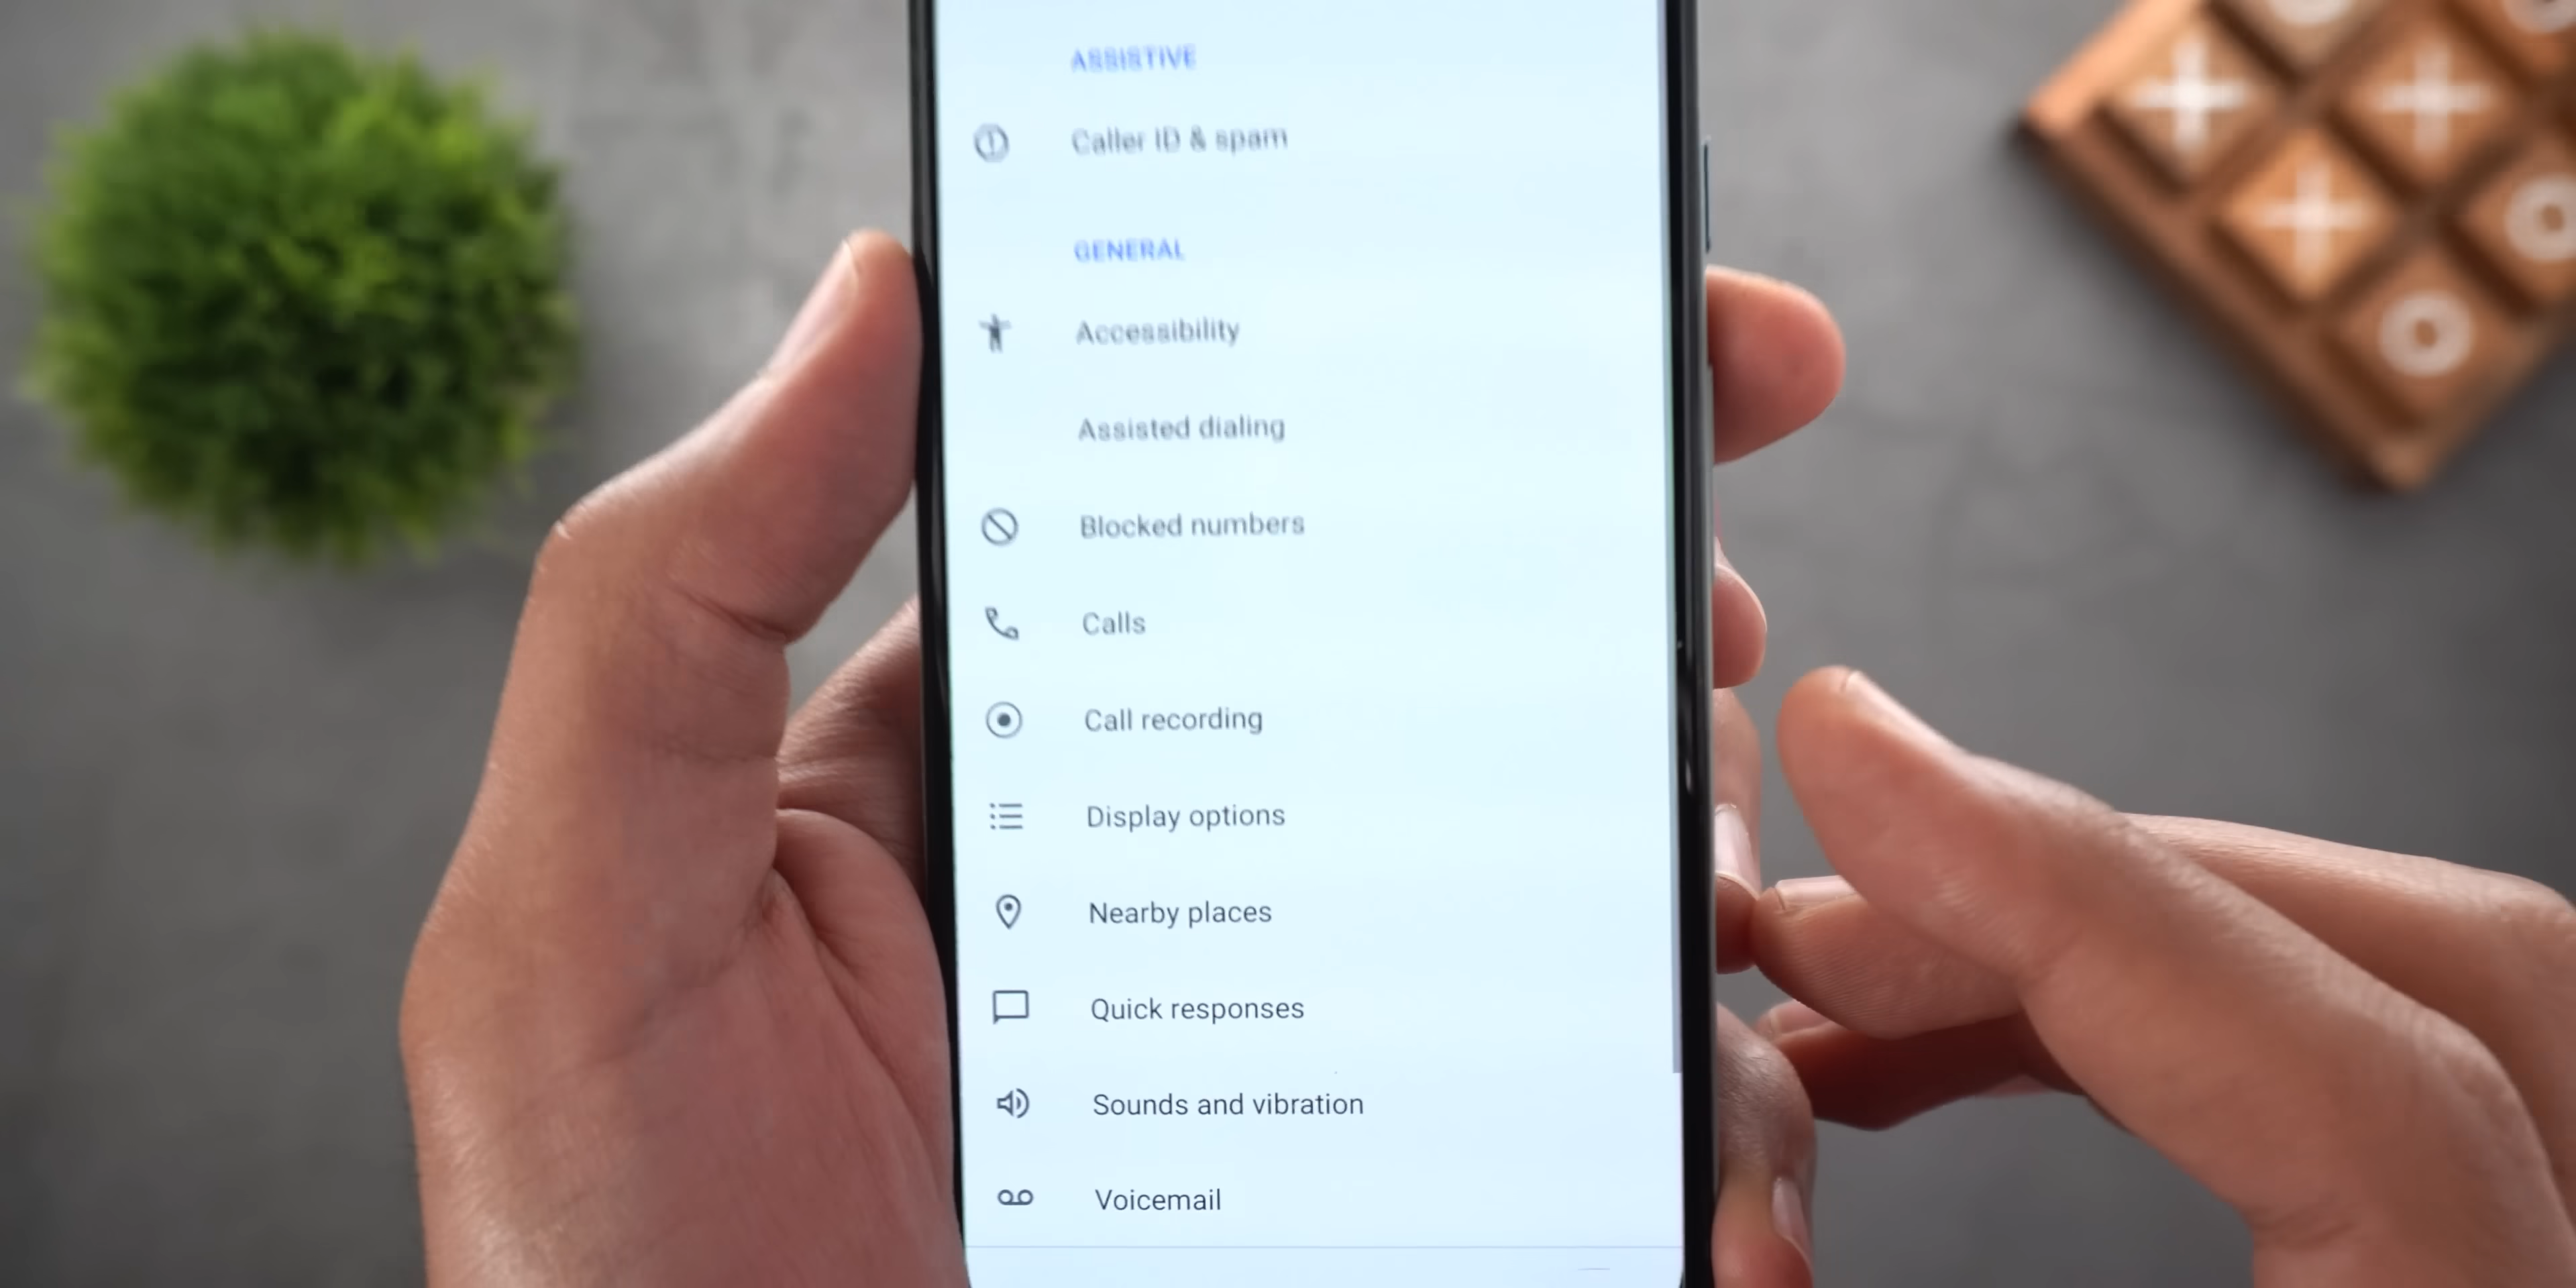 ASSISTIVE
Caller ID & spam
GENERAL
Accessibility
Assisted dialing
Blocked numbers
Calls
Call recording
Display options
Nearby places
Quick responses
Sounds and vibration
Voicemail